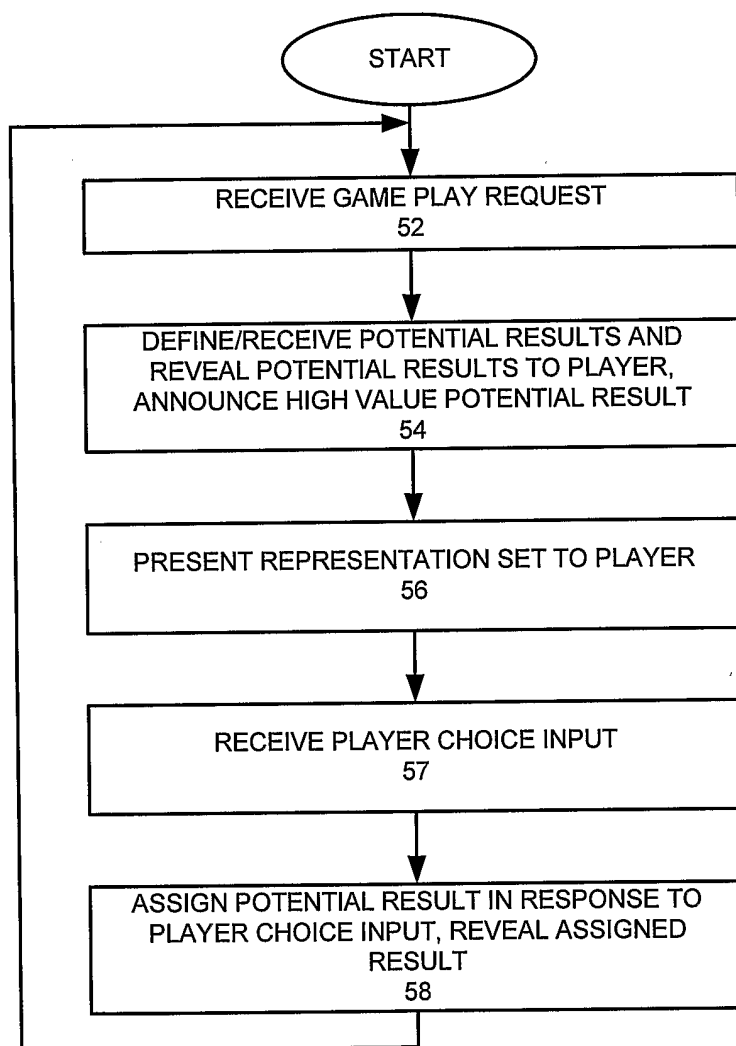 START
RECEIVE GAME PLAY REQUEST
52
DEFINE/RECEIVE POTENTIAL RESULTS AND
REVEAL POTENTIAL RESULTS TO PLAYER,
ANNOUNCE HIGH VALUE POTENTIAL RESULT
54
PRESENT REPRESENTATION SET TO PLAYER
56
RECEIVE PLAYER CHOICE INPUT
57
ASSIGN POTENTIAL RESULT IN RESPONSE TO
PLAYER CHOICE INPUT, REVEAL ASSIGNED
RESULT
58